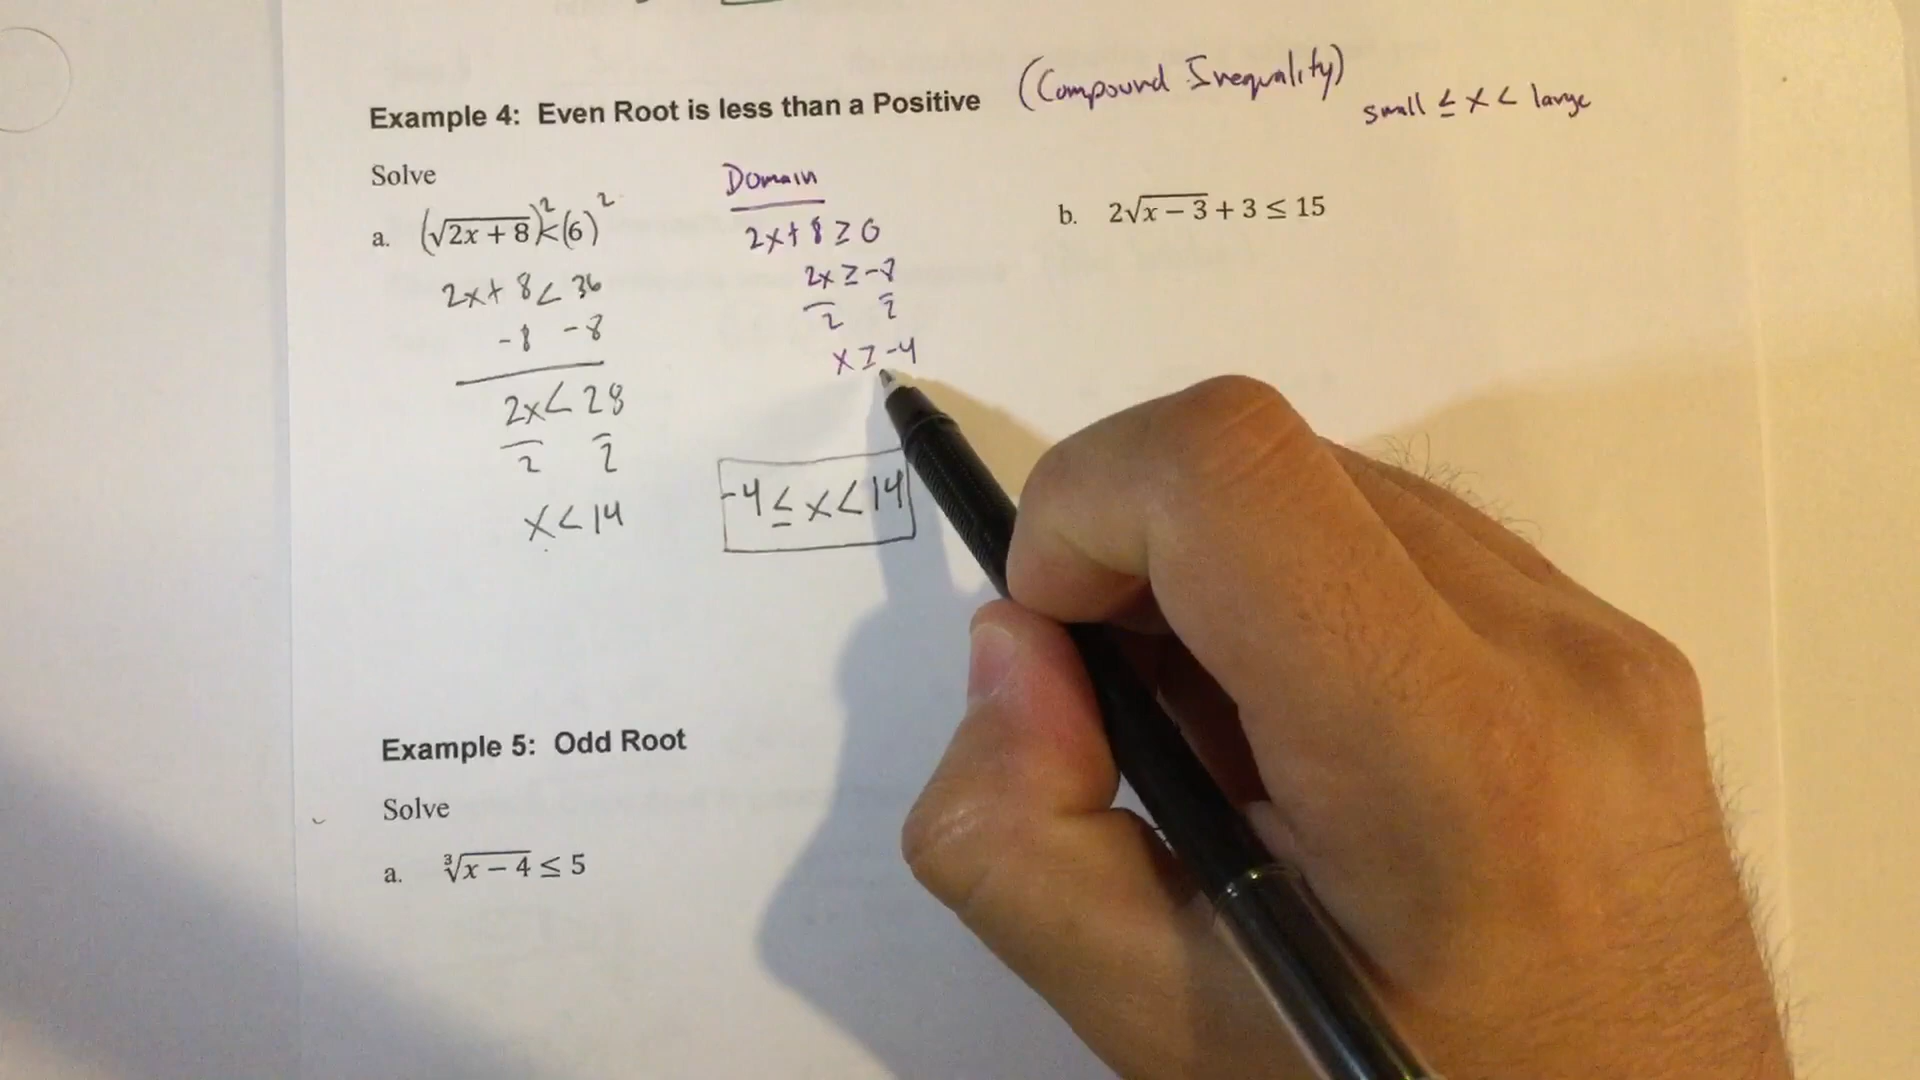 Example 4: Even Root is less than a Positive (Compound Inequality)
small ≤ x < large
Solve
a. (√2x + 8)² < (6)²
2x + 8 < 36
-8 -8
2x < 28
2 2
x < 14
Domain
2x + 8 ≥ 0
2x ≥ -8
2 2
x ≥ -4
-4 ≤ x < 14
b. 2√x − 3 + 3 ≤ 15
Example 5: Odd Root
Solve
a. ∛x − 4 ≤ 5